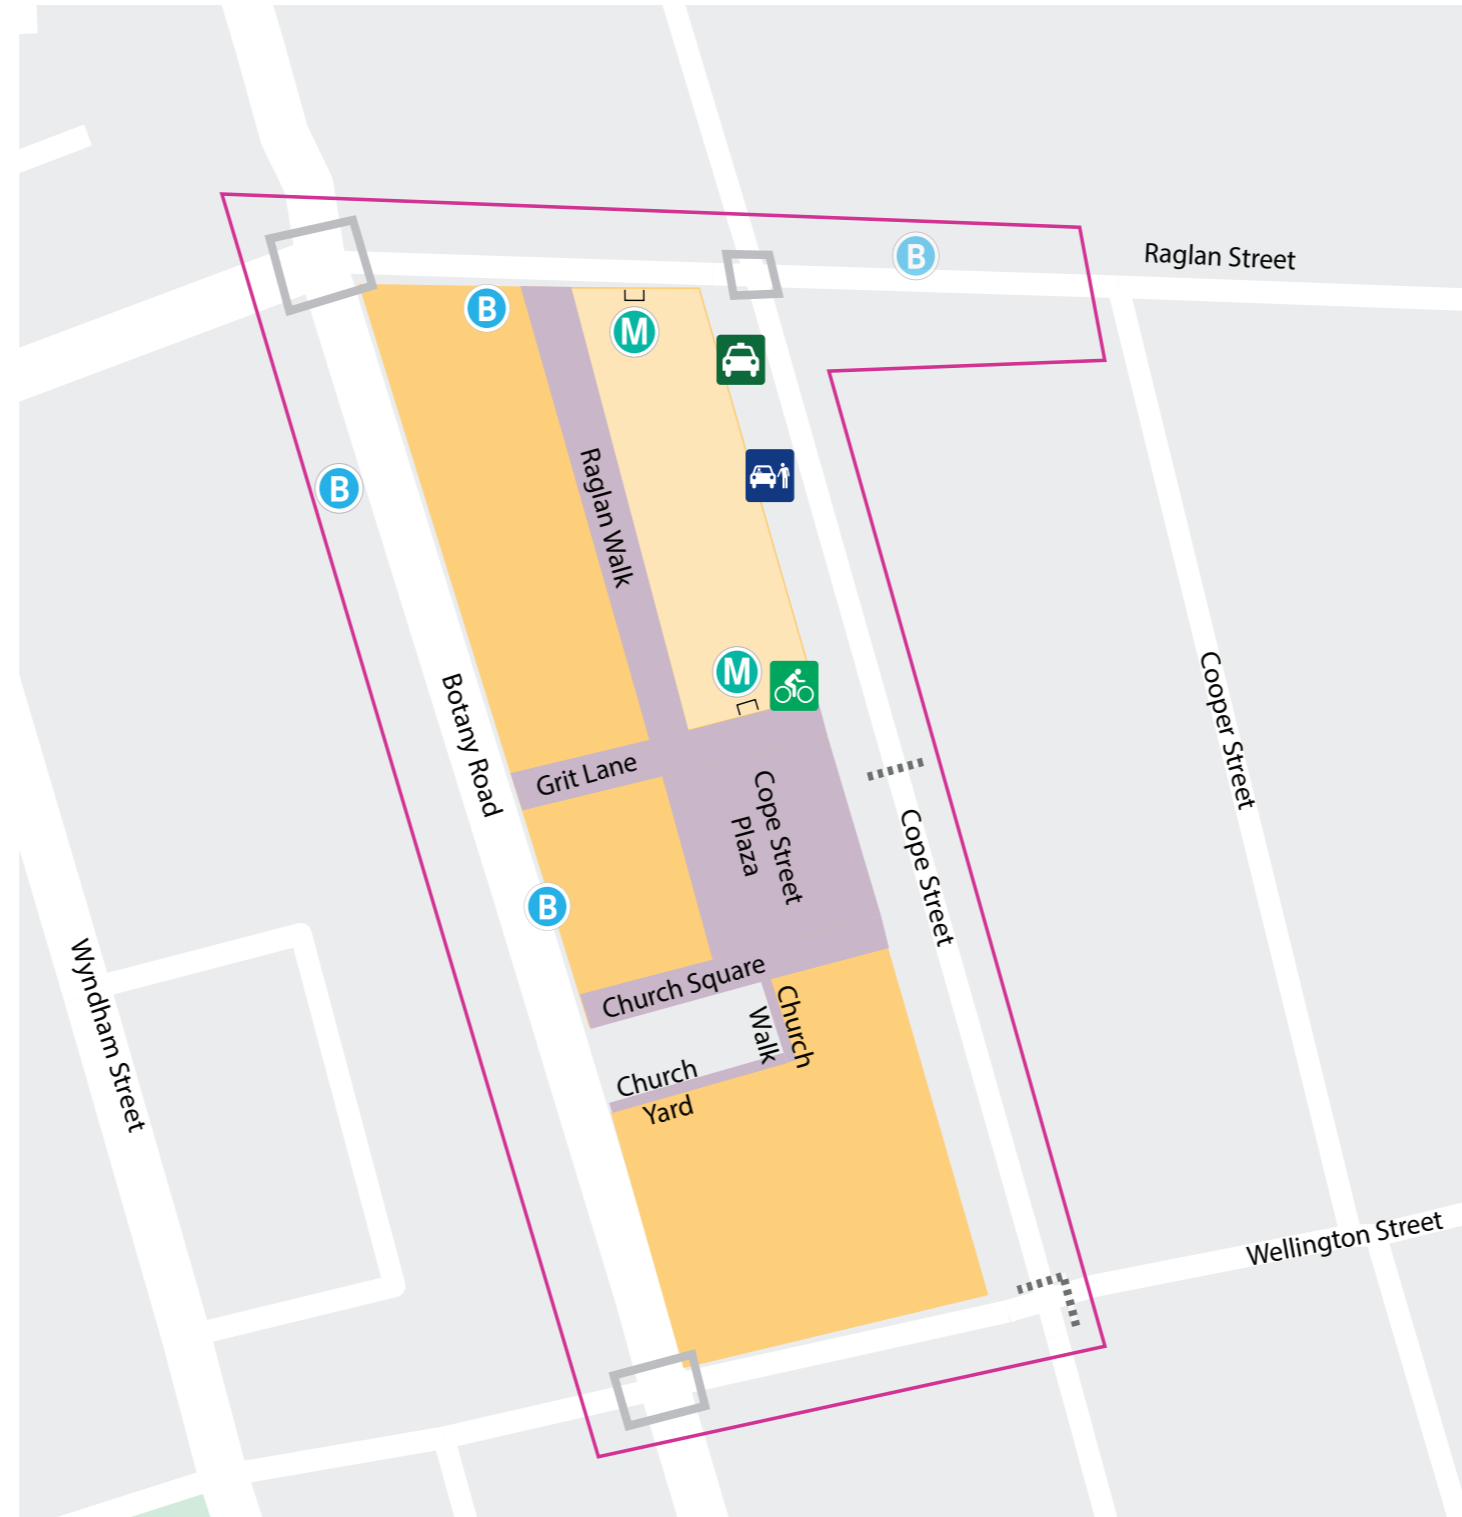 Raglan Street
B
B
M
B
Raglan Walk
M
Cooper Street
Botany Road
Grit Lane
Cope Street
Plaza
Cope Street
B
Wyndham Street
Church Square
Church
Walk
Church
Yard
Wellington Street